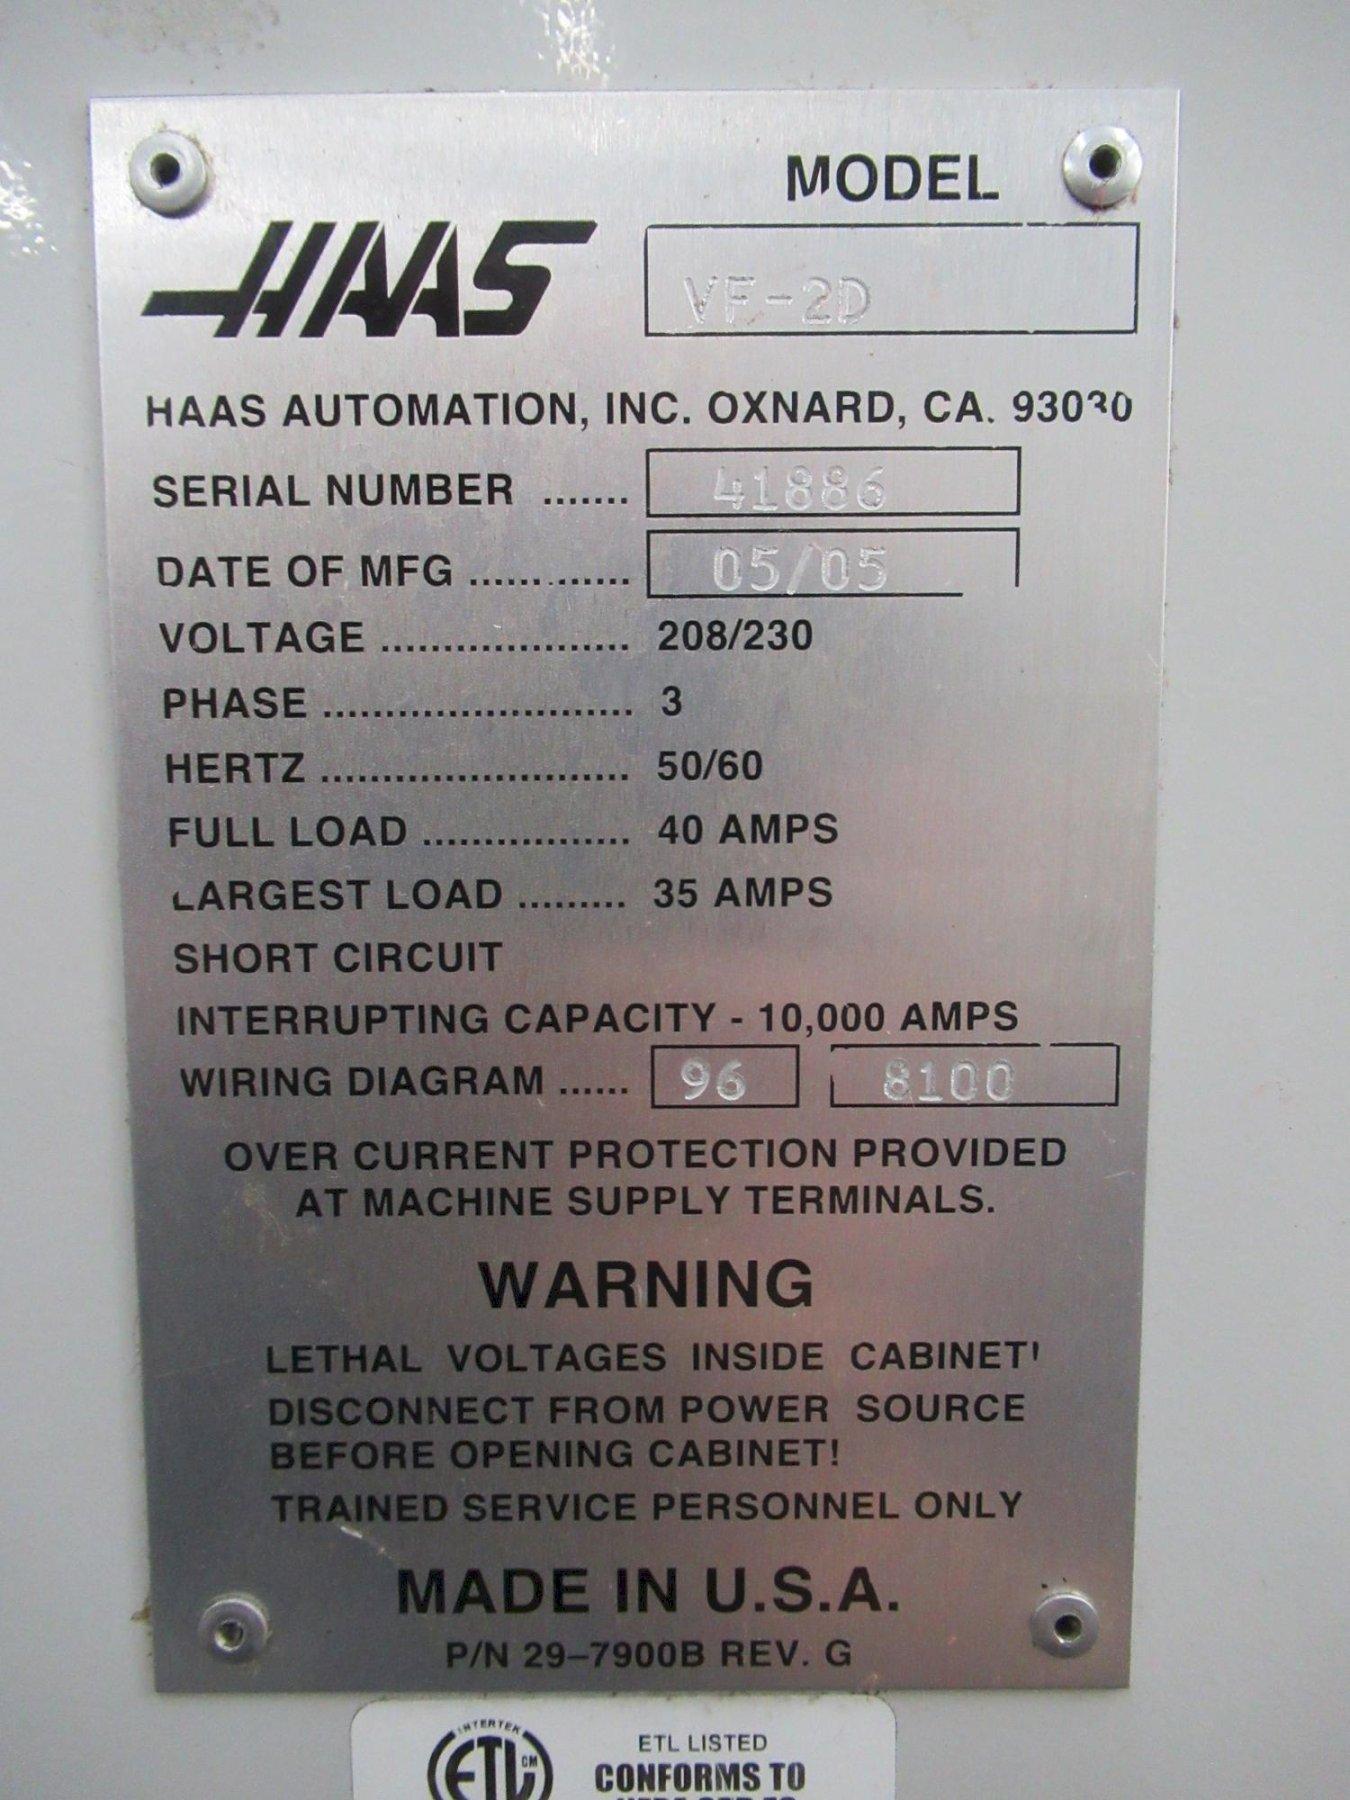 MODEL
HAAS
VF-2D
HAAS AUTOMATION, INC. OXNARD, CA. 93030
SERIAL NUMBER ....... 41886
DATE OF MFG ............. 05/05
VOLTAGE .................... 208/230
PHASE ......................... 3
HERTZ ......................... 50/60
FULL LOAD ................. 40 AMPS
LARGEST LOAD ......... 35 AMPS
SHORT CIRCUIT
INTERRUPTING CAPACITY - 10,000 AMPS
WIRING DIAGRAM ...... 96 8100
OVER CURRENT PROTECTION PROVIDED
AT MACHINE SUPPLY TERMINALS.
WARNING
LETHAL VOLTAGES INSIDE CABINET!
DISCONNECT FROM POWER SOURCE
BEFORE OPENING CABINET!
TRAINED SERVICE PERSONNEL ONLY
MADE IN U.S.A.
P/N 29-7900B REV. G
INTERTEK
ETL CM
ETL LISTED
CONFORMS TO